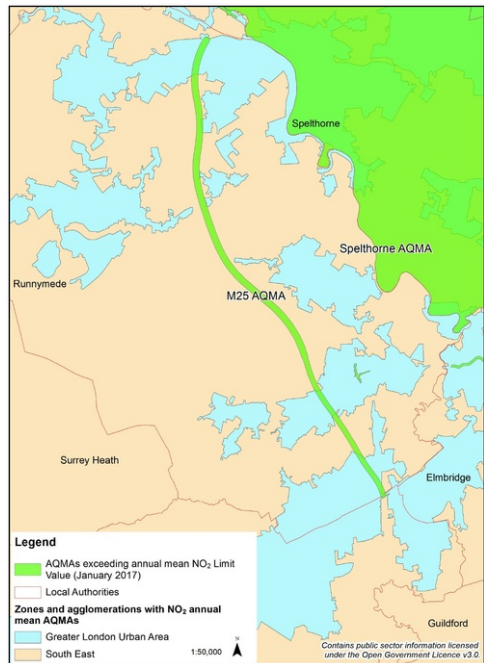 Spelthorne
Spelthorne AQMA
Runnymede
M25 AQMA
Surrey Heath
Elmbridge
Legend
AQMAs exceeding annual mean NO₂ Limit
Value (January 2017)
Local Authorities
Zones and agglomerations with NO₂ annual
mean AQMAs
Greater London Urban Area
South East
1:50,000
N
Guildford
Contains public sector information licensed
under the Open Government Licence v3.0.